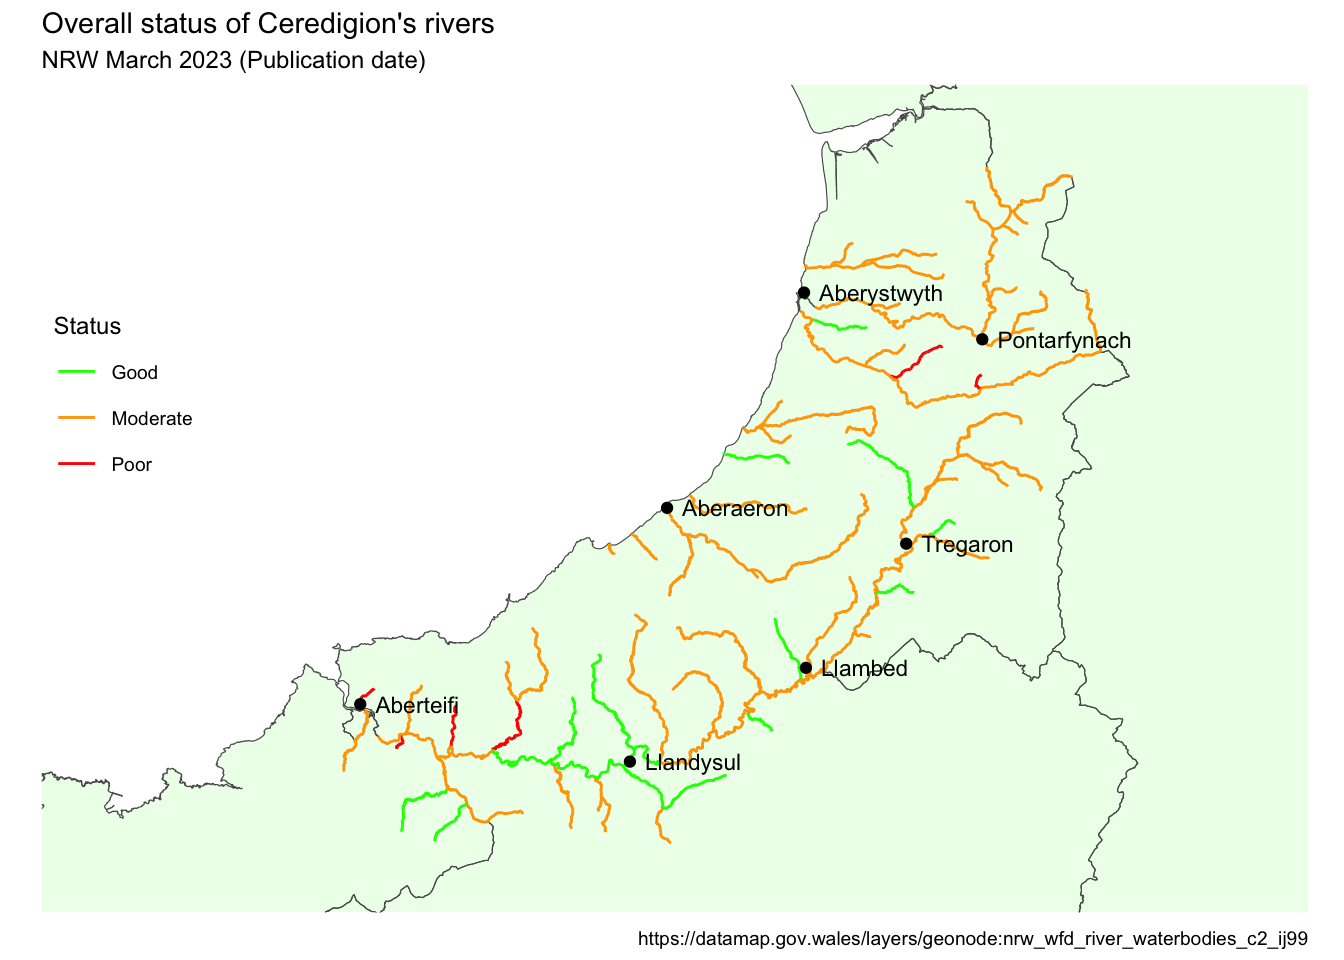 Overall status of Ceredigion's rivers
NRW March 2023 (Publication date)
Aberystwyth
Status
Pontarfynach
Good
Moderate
Poor
Aberaeron
Tregaron
Llambed
Aberteifi
Llandysul
https://datamap.gov.wales/layers/geonode:nrw_wfd_river_waterbodies_c2_ij99